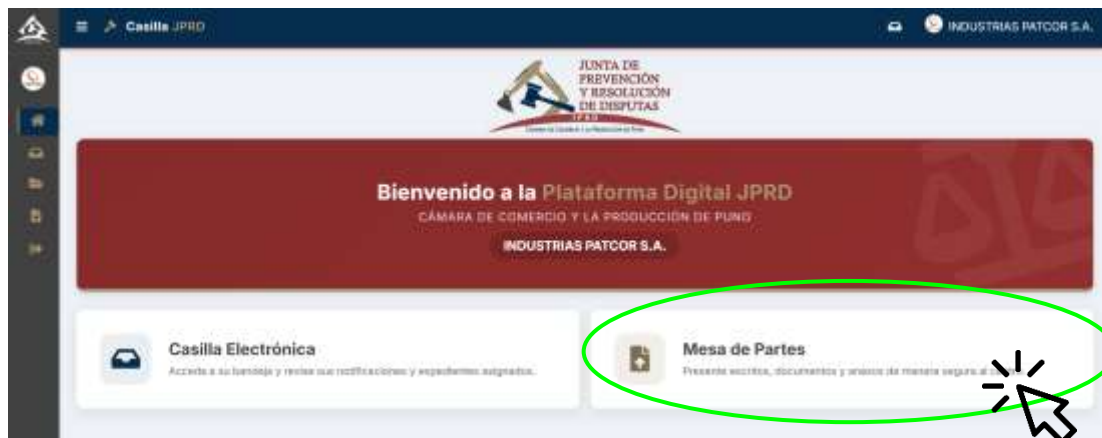 Casilla JPRD
INDUSTRIAS PATCOR S.A.
JUNTA DE
PREVENCIÓN
Y RESOLUCIÓN
DE DISPUTAS
JPRD
Bienvenido a la Plataforma Digital JPRD
CÁMARA DE COMERCIO Y LA PRODUCCIÓN DE PUNO
INDUSTRIAS PATCOR S.A.
Casilla Electrónica
Accede a su bandeja y revise sus notificaciones y expedientes asignados.
Mesa de Partes
Presente escritos, documentos y anexos de manera segura al